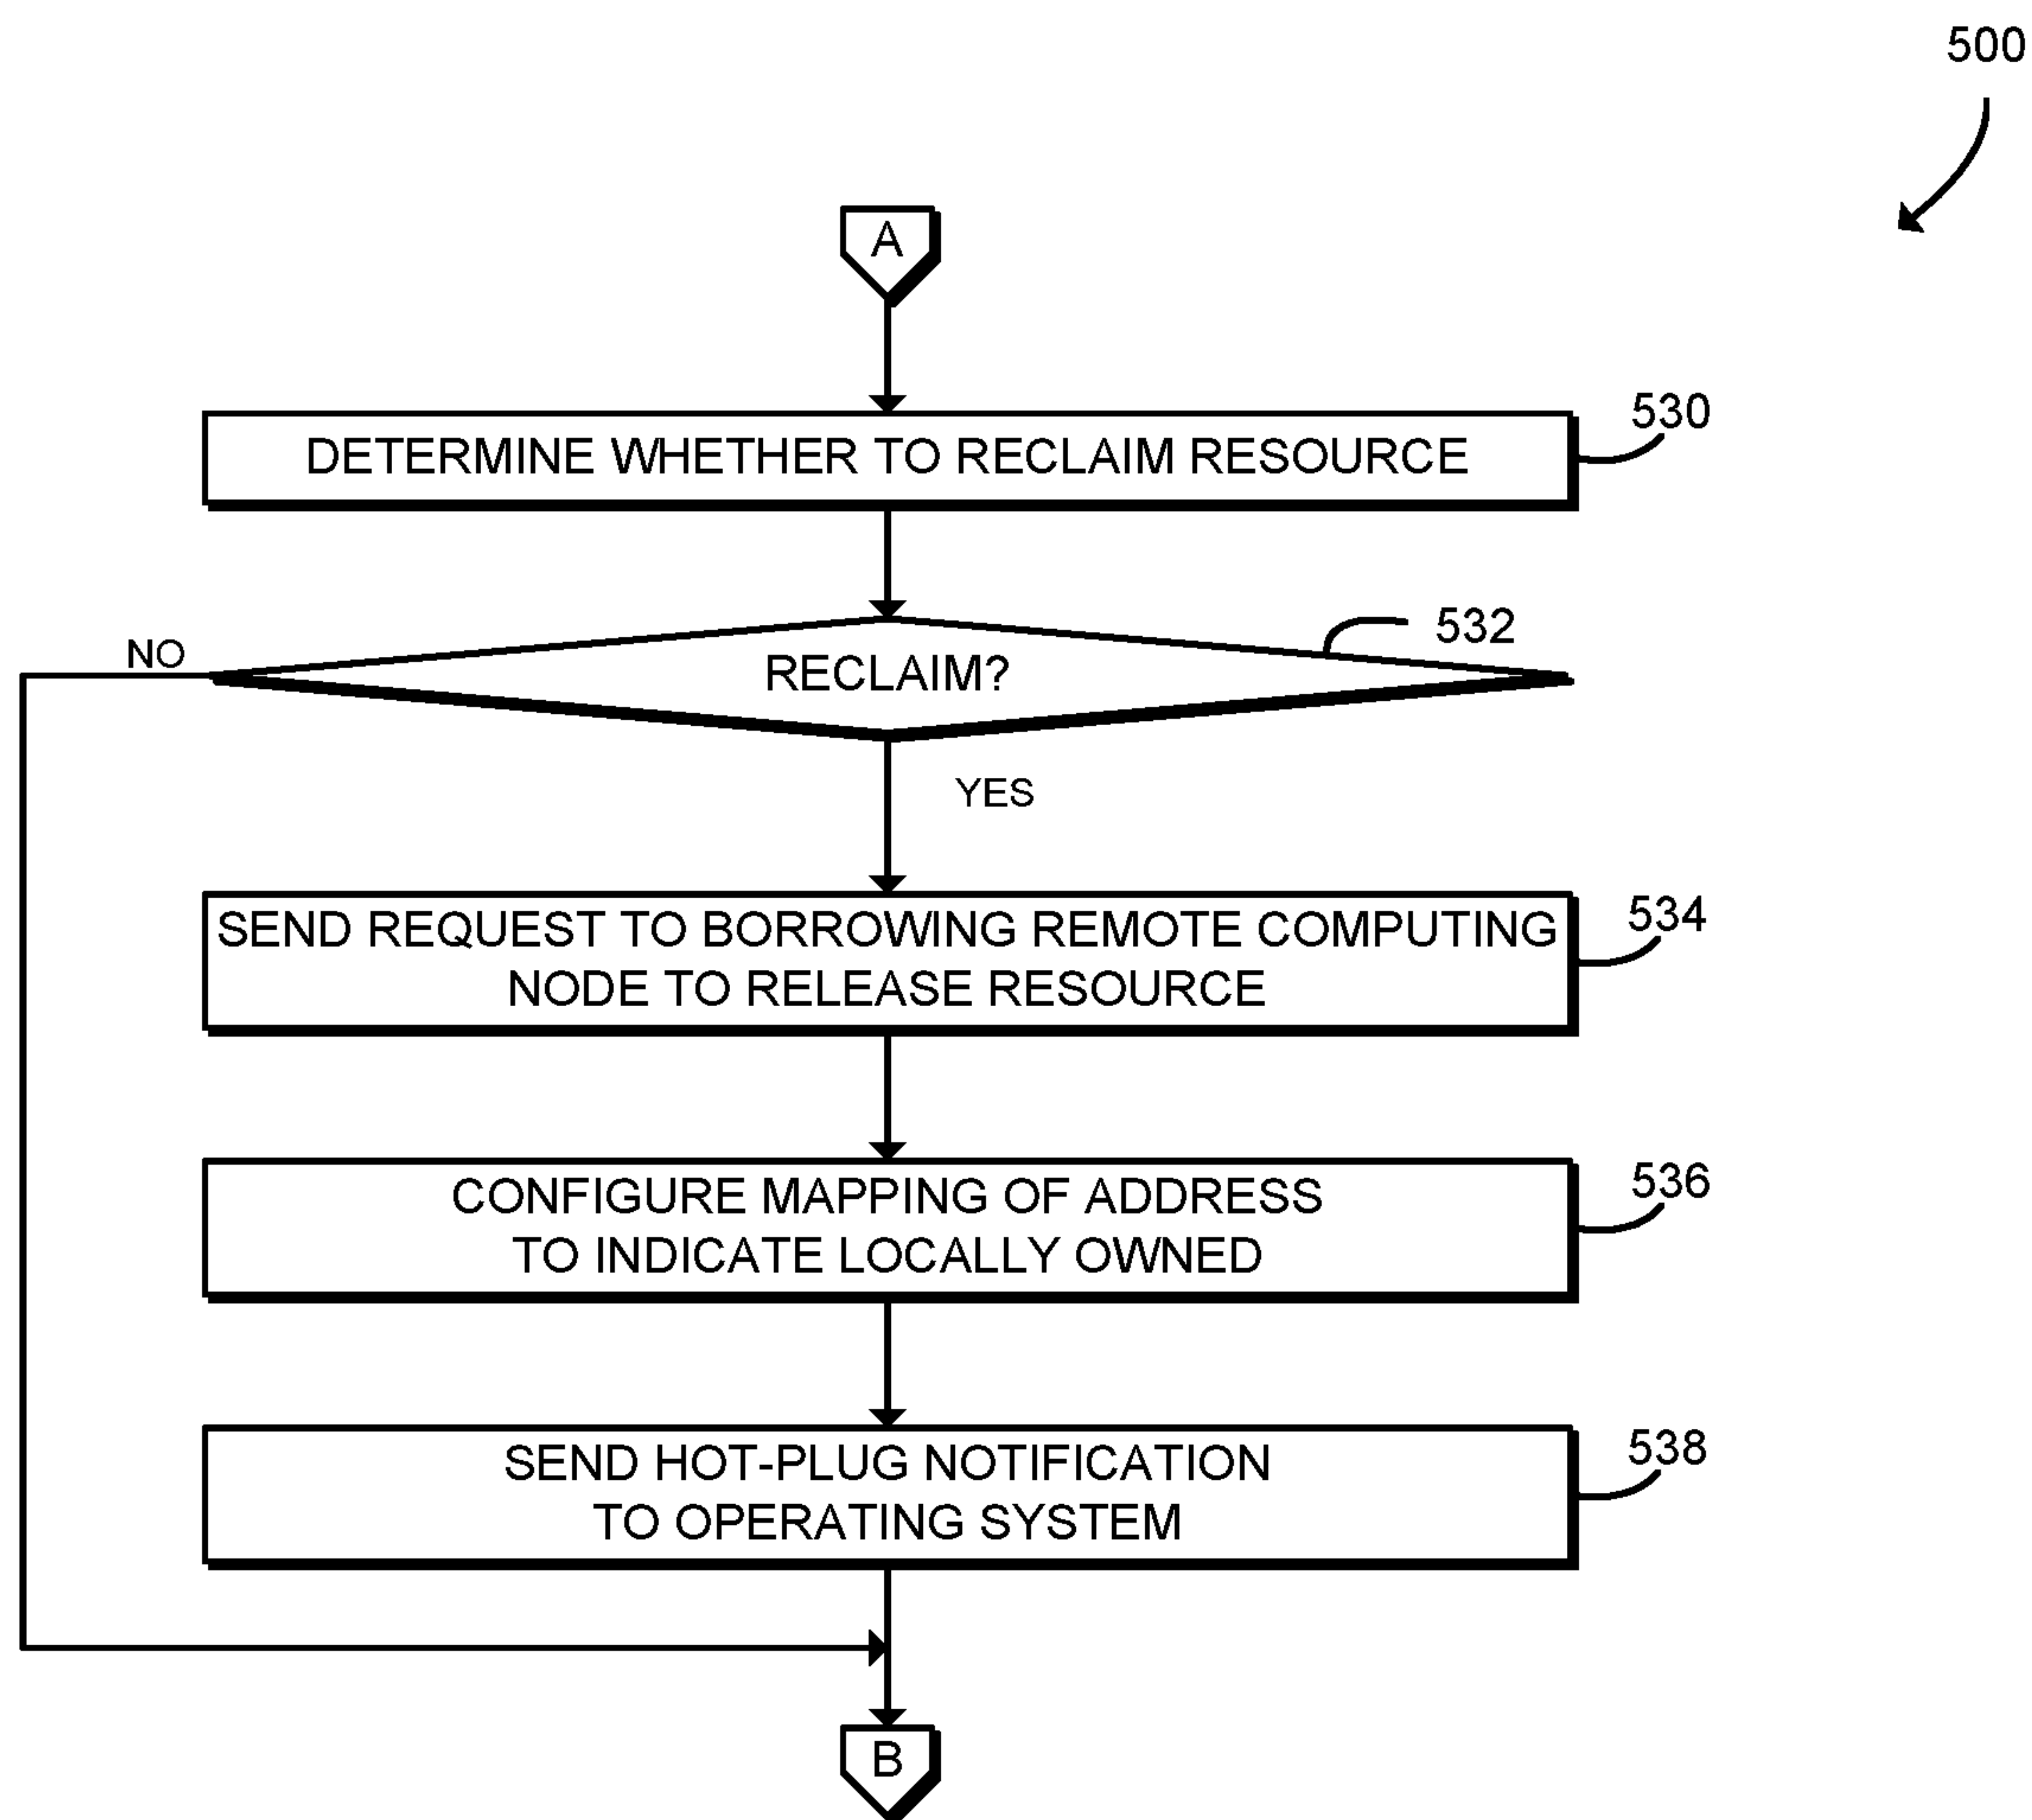 500
A
DETERMINE WHETHER TO RECLAIM RESOURCE
530
NO
RECLAIM?
532
YES
SEND REQUEST TO BORROWING REMOTE COMPUTING
NODE TO RELEASE RESOURCE
534
CONFIGURE MAPPING OF ADDRESS
TO INDICATE LOCALLY OWNED
536
SEND HOT-PLUG NOTIFICATION
TO OPERATING SYSTEM
538
B